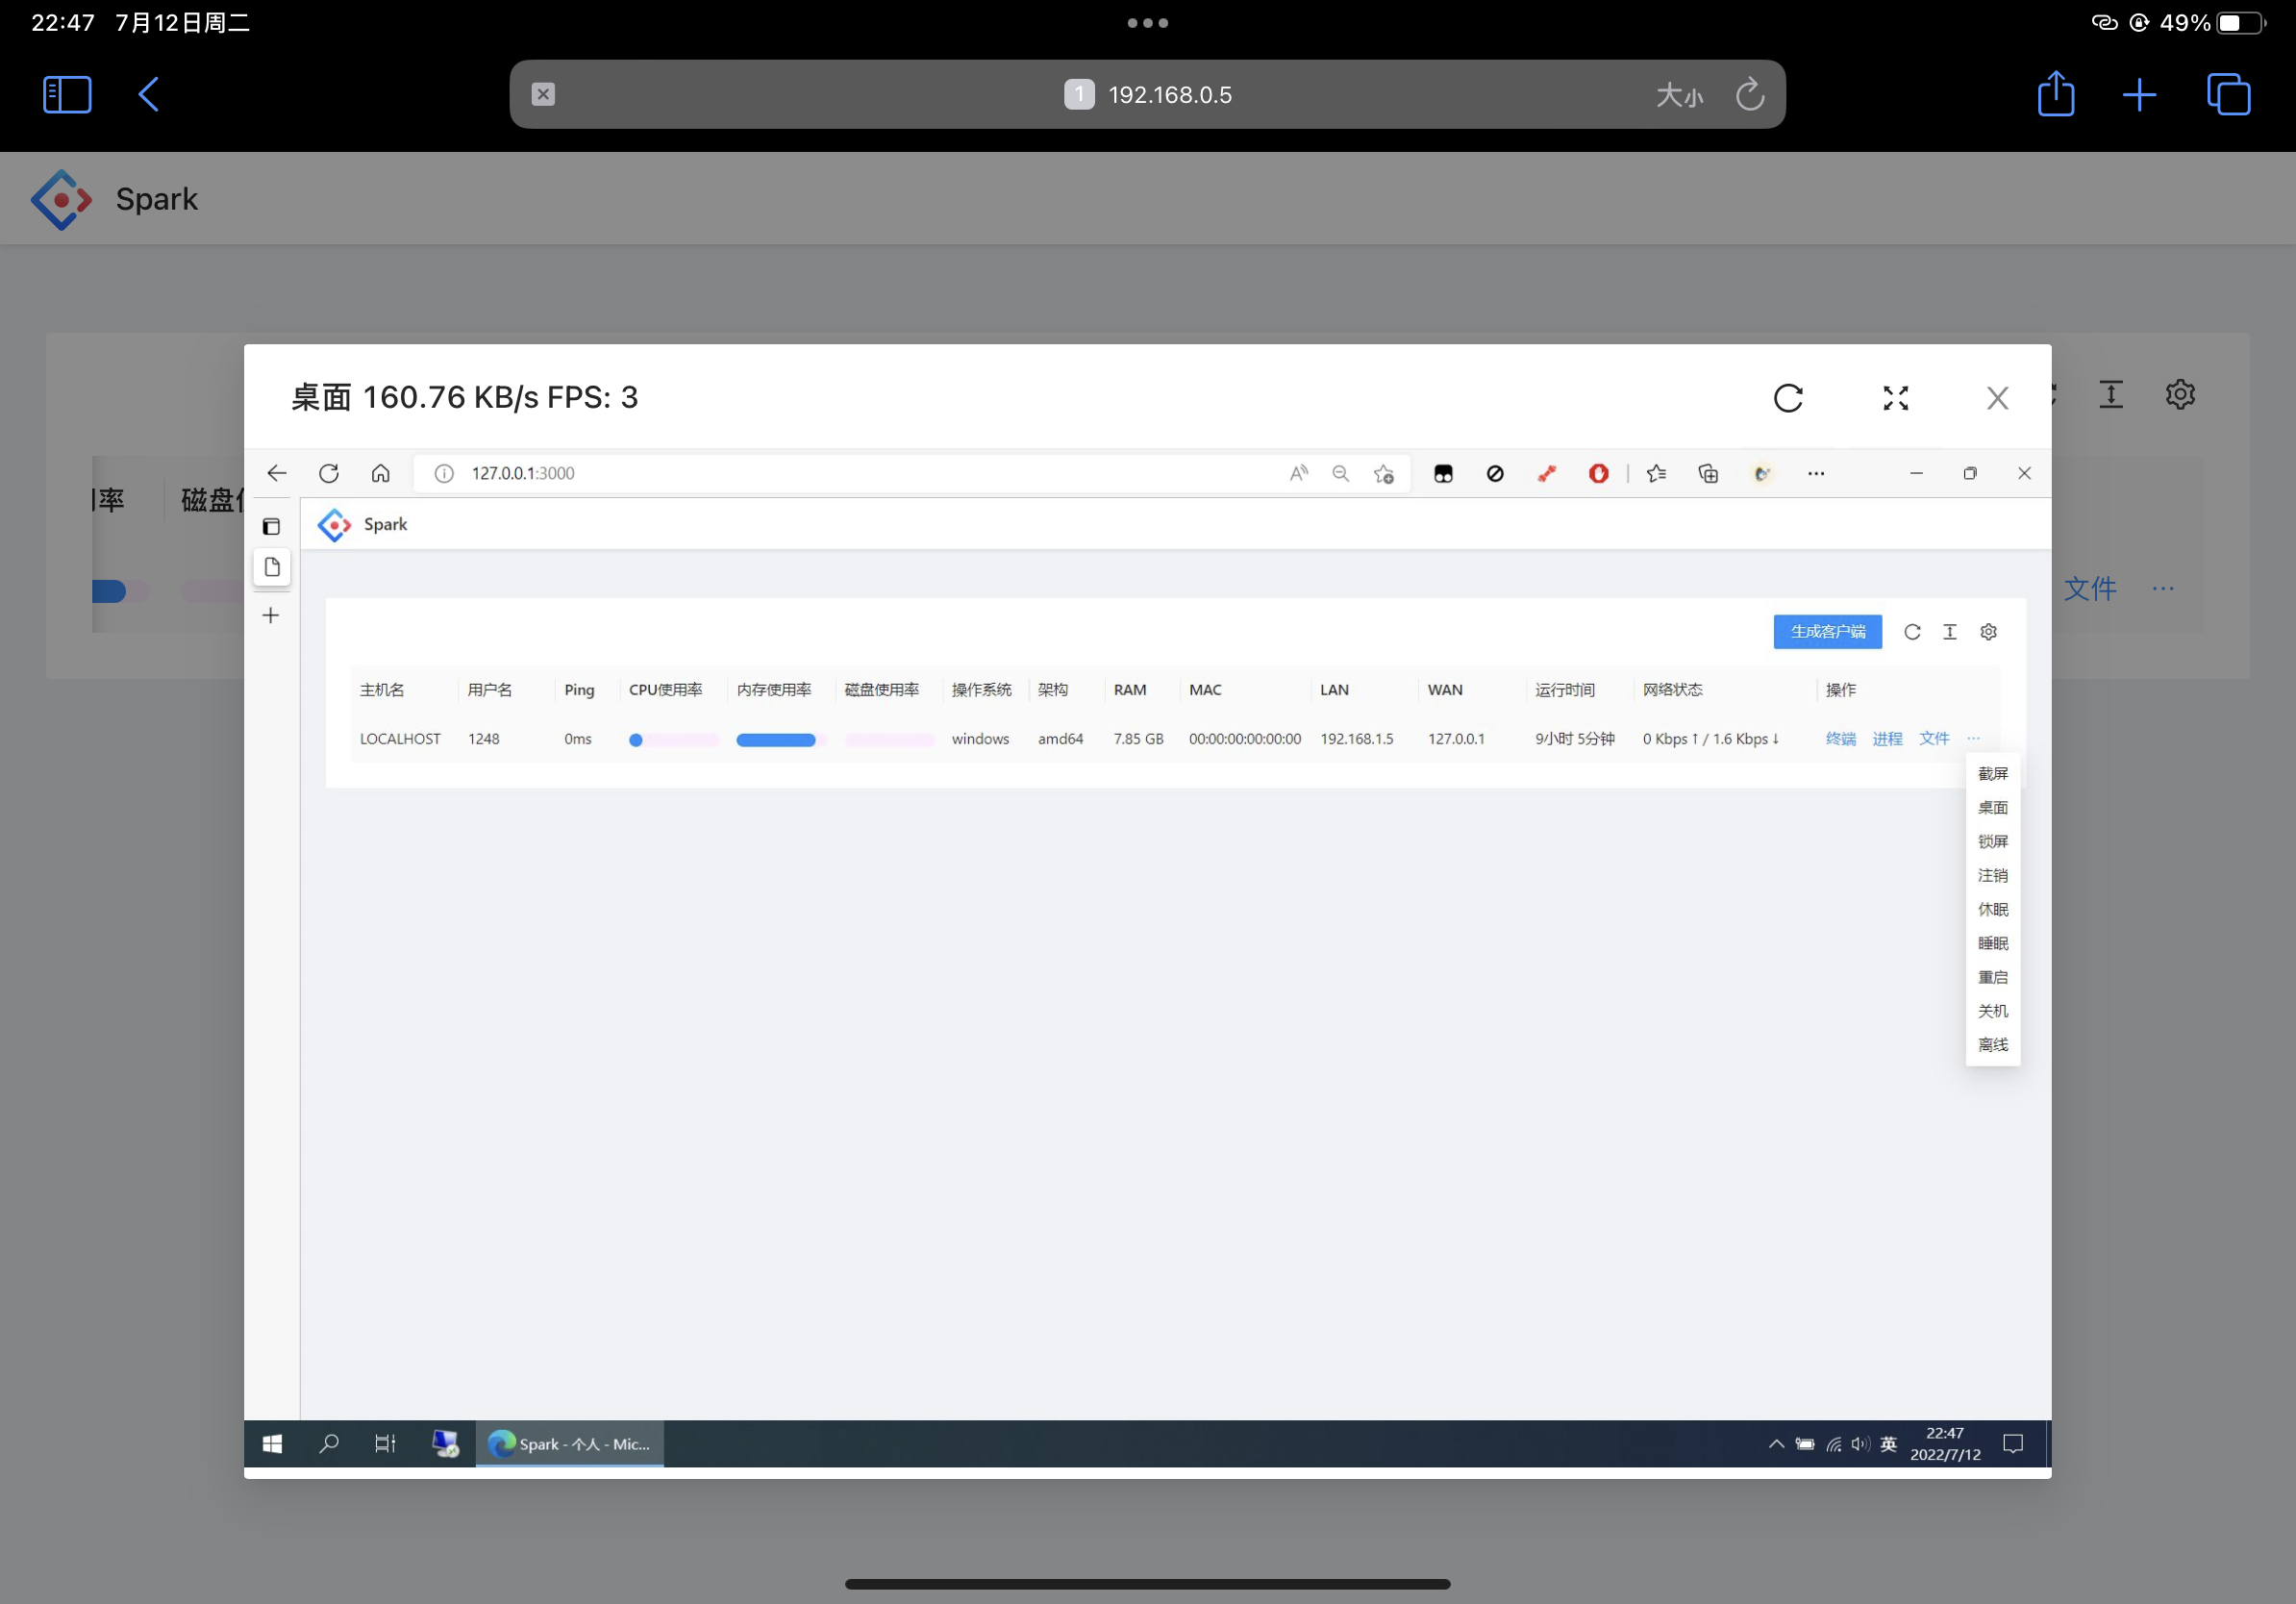 22:47 7月12日周二
49%
1 192.168.0.5 大小
Spark
桌面 160.76 KB/s FPS: 3
率 磁盘
文件 ···
127.0.0.1:3000
Spark
生成客户端
主机名 用户名 Ping CPU使用率 内存使用率 磁盘使用率 操作系统 架构 RAM MAC LAN WAN 运行时间 网络状态 操作
LOCALHOST 1248 0ms windows amd64 7.85 GB 00:00:00:00:00:00 192.168.1.5 127.0.0.1 9小时 5分钟 0 Kbps↑ / 1.6 Kbps↓ 终端 进程 文件 ···
截屏
桌面
锁屏
注销
休眠
睡眠
重启
关机
离线
Spark - 个人 - Mic...
英
22:47
2022/7/12